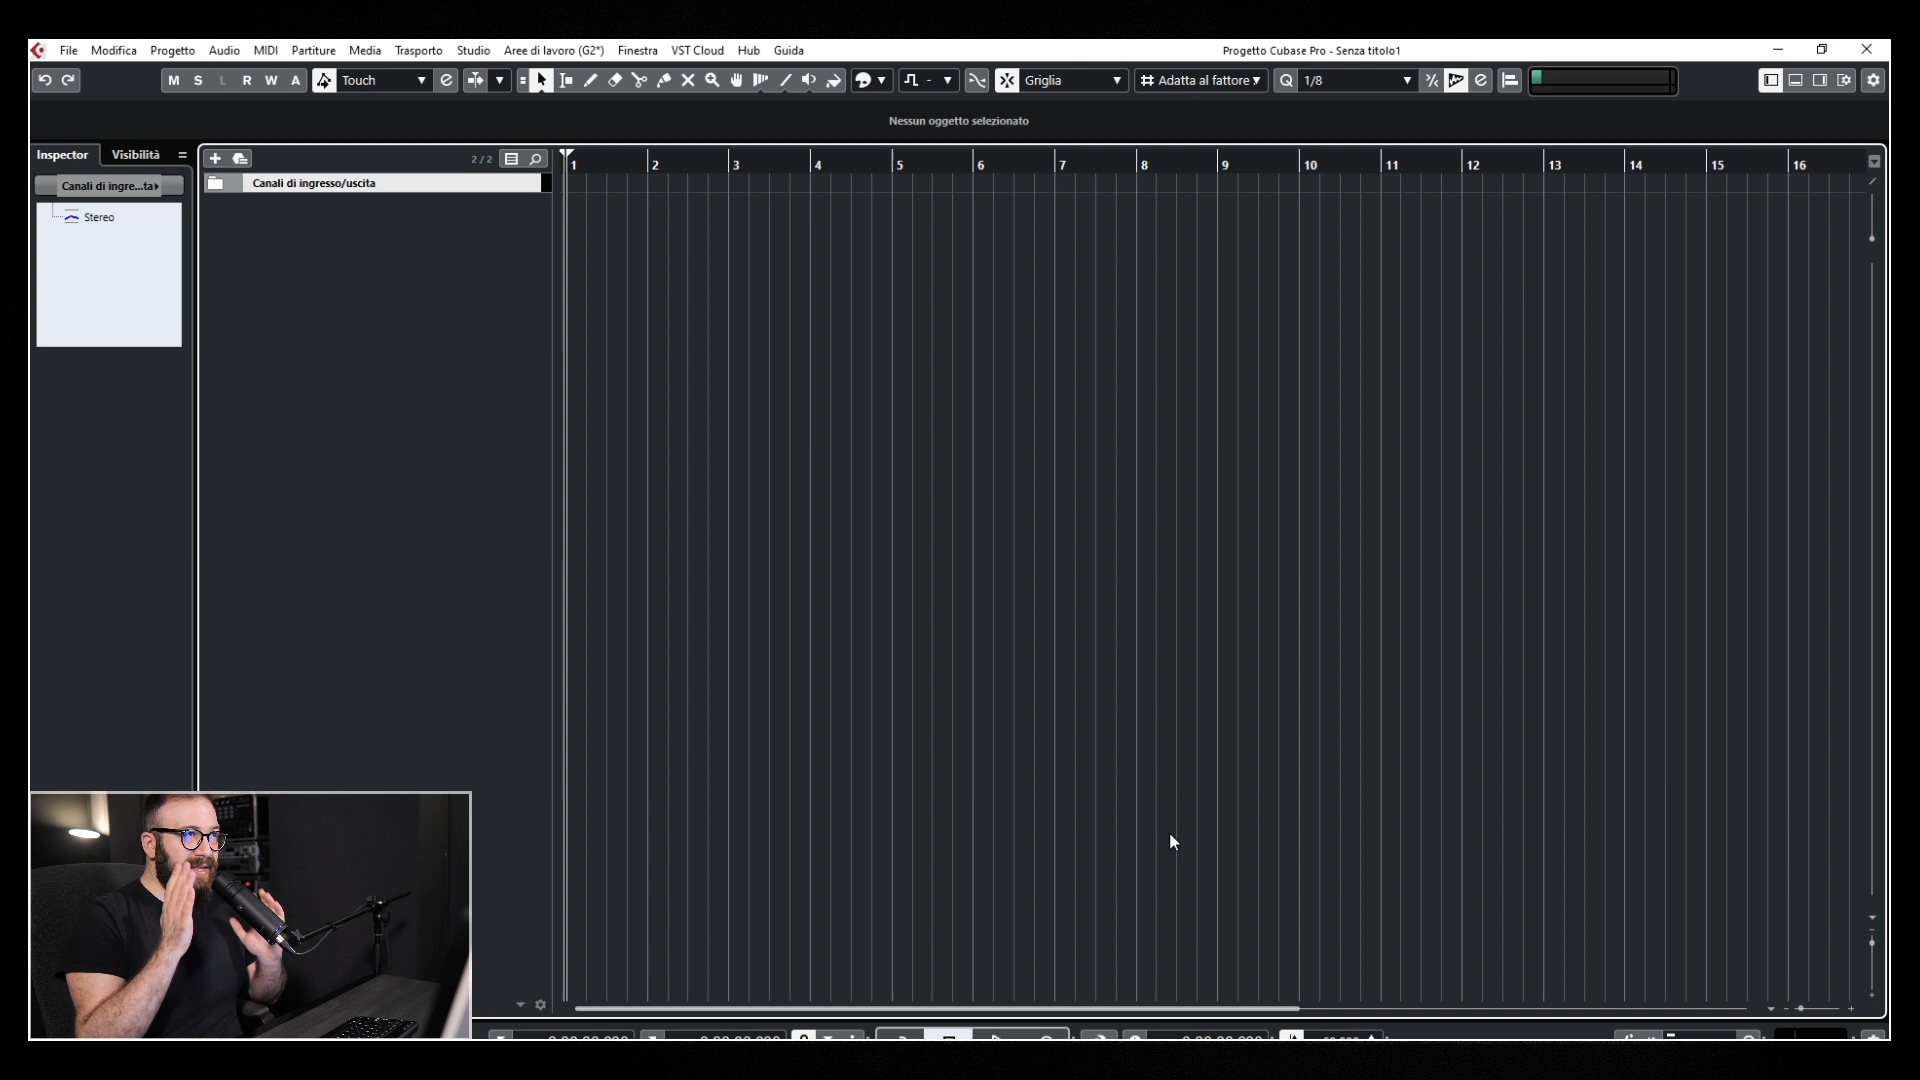 File Modifica Progetto Audio MIDI Partiture Media Trasporto Studio Aree di lavoro (G2*) Finestra VST Cloud Hub Guida Progetto Cubase Pro - Senza titolo1
M S L R W A Touch Griglia Adatta al fattore Q 1/8
Nessun oggetto selezionato
Inspector Visibilità 2 / 2 1 2 3 4 5 6 7 8 9 10 11 12 13 14 15 16
Canali di ingre...ta Canali di ingresso/uscita
Stereo